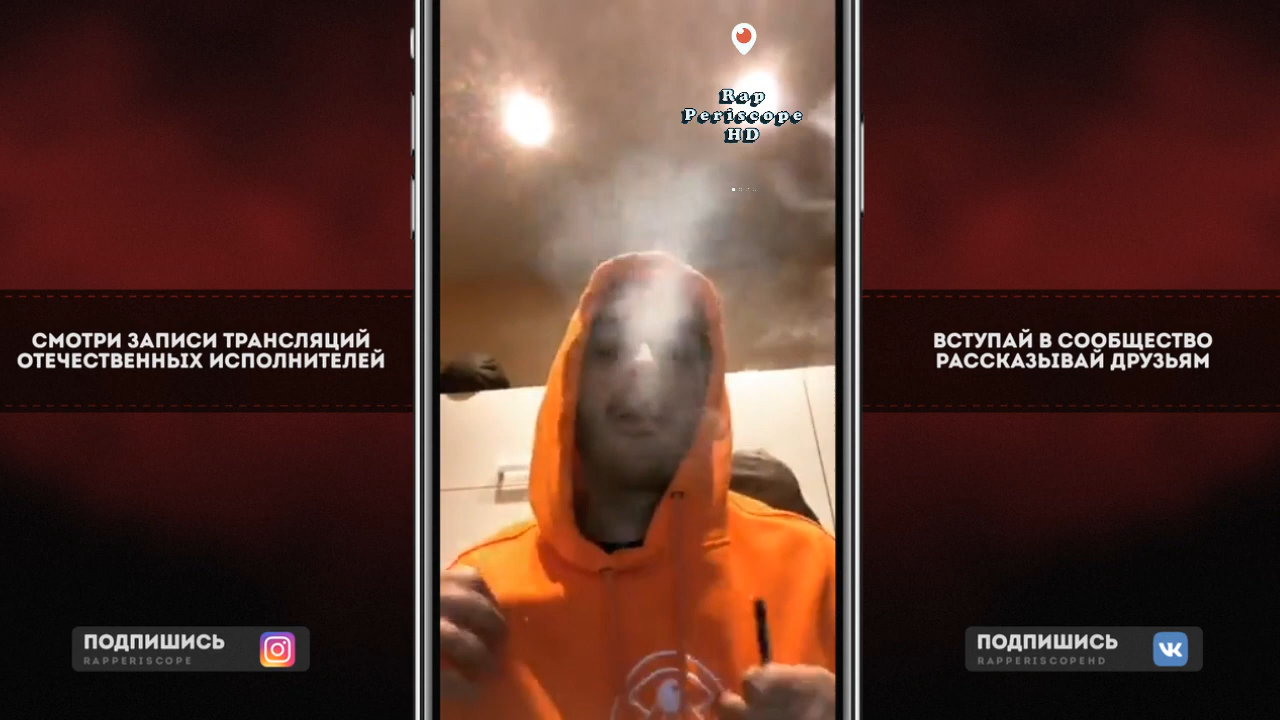 Rap
Periscope
HD
СМОТРИ ЗАПИСИ ТРАНСЛЯЦИЙ
ОТЕЧЕСТВЕННЫХ ИСПОЛНИТЕЛЕЙ
ВСТУПАЙ В СООБЩЕСТВО
РАССКАЗЫВАЙ ДРУЗЬЯМ
ПОДПИШИСЬ
RAPPERISCOPE
ПОДПИШИСЬ
RAPPERISCOPEHD